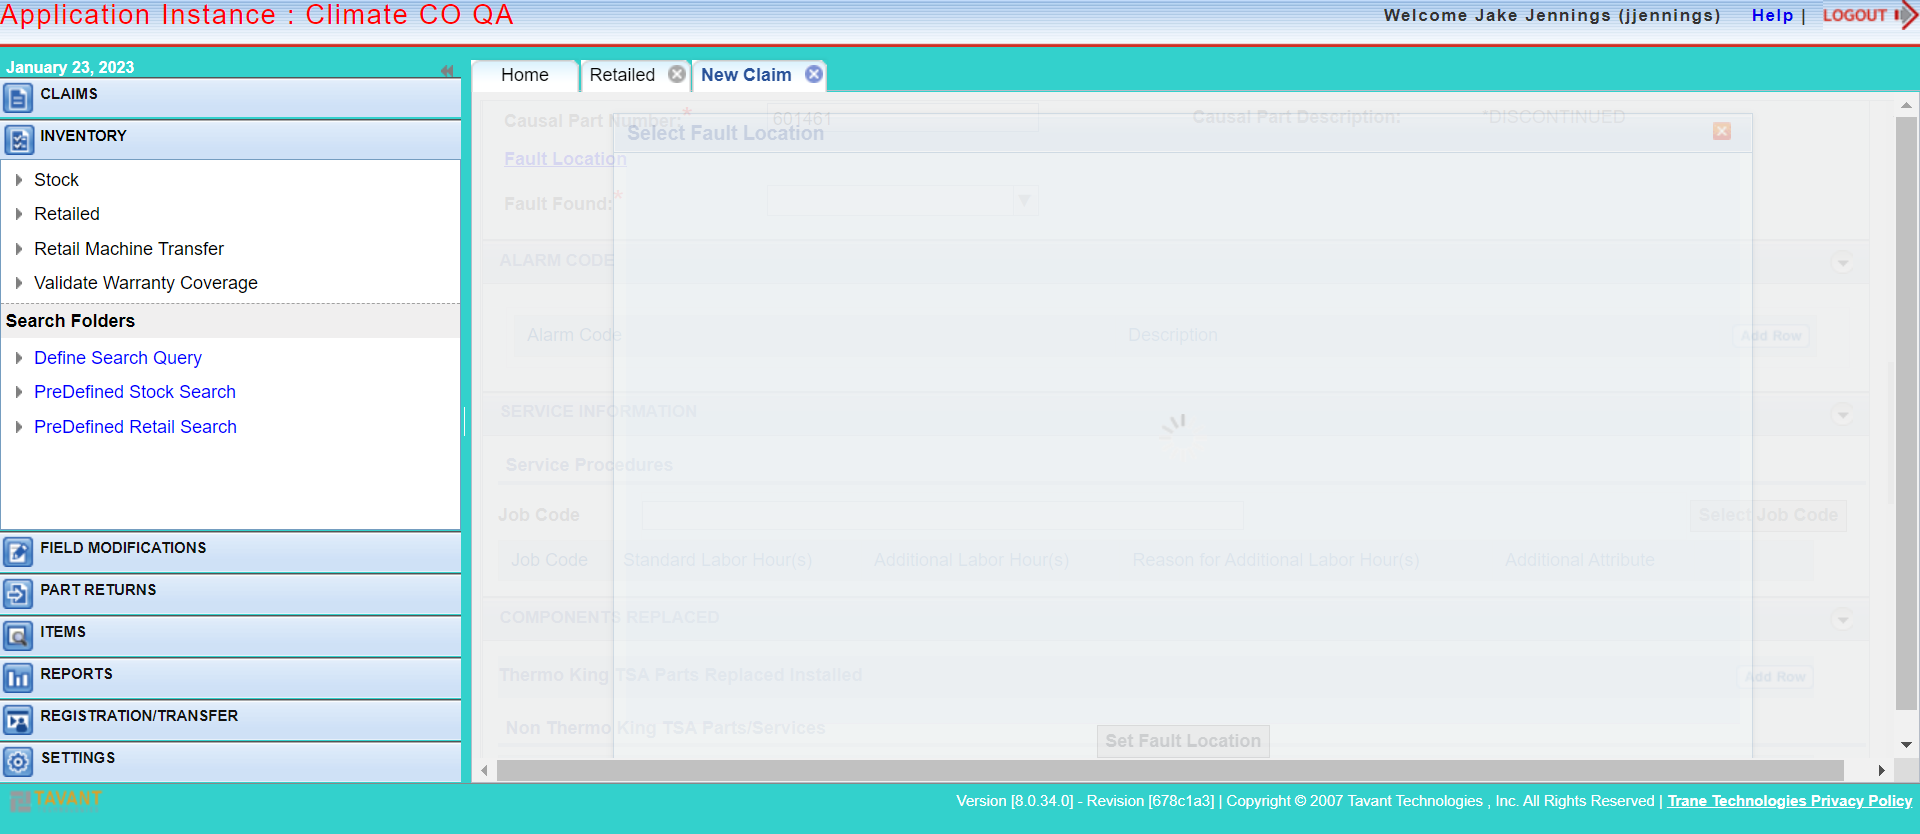 Application Instance : Climate CO QA
Welcome Jake Jennings (jjennings) Help | LOGOUT
January 23, 2023
CLAIMS
INVENTORY
Stock
Retailed
Retail Machine Transfer
Validate Warranty Coverage
Search Folders
Define Search Query
PreDefined Stock Search
PreDefined Retail Search
FIELD MODIFICATIONS
PART RETURNS
ITEMS
REPORTS
REGISTRATION/TRANSFER
SETTINGS
Home Retailed New Claim
Causal Part Number:* 601461 Causal Part Description: *DISCONTINUED
Select Fault Location
Fault Location
Fault Found:*
ALARM CODE
Alarm Code Description Add Row
SERVICE INFORMATION
Service Procedures
Job Code Select Job Code
Job Code Standard Labor Hour(s) Additional Labor Hour(s) Reason for Additional Labor Hour(s) Additional Attribute
COMPONENTS REPLACED
Thermo King TSA Parts Replaced Installed Add Row
Non Thermo King TSA Parts/Services
Set Fault Location
TAVANT
Version [8.0.34.0] - Revision [678c1a3] | Copyright © 2007 Tavant Technologies , Inc. All Rights Reserved | Trane Technologies Privacy Policy